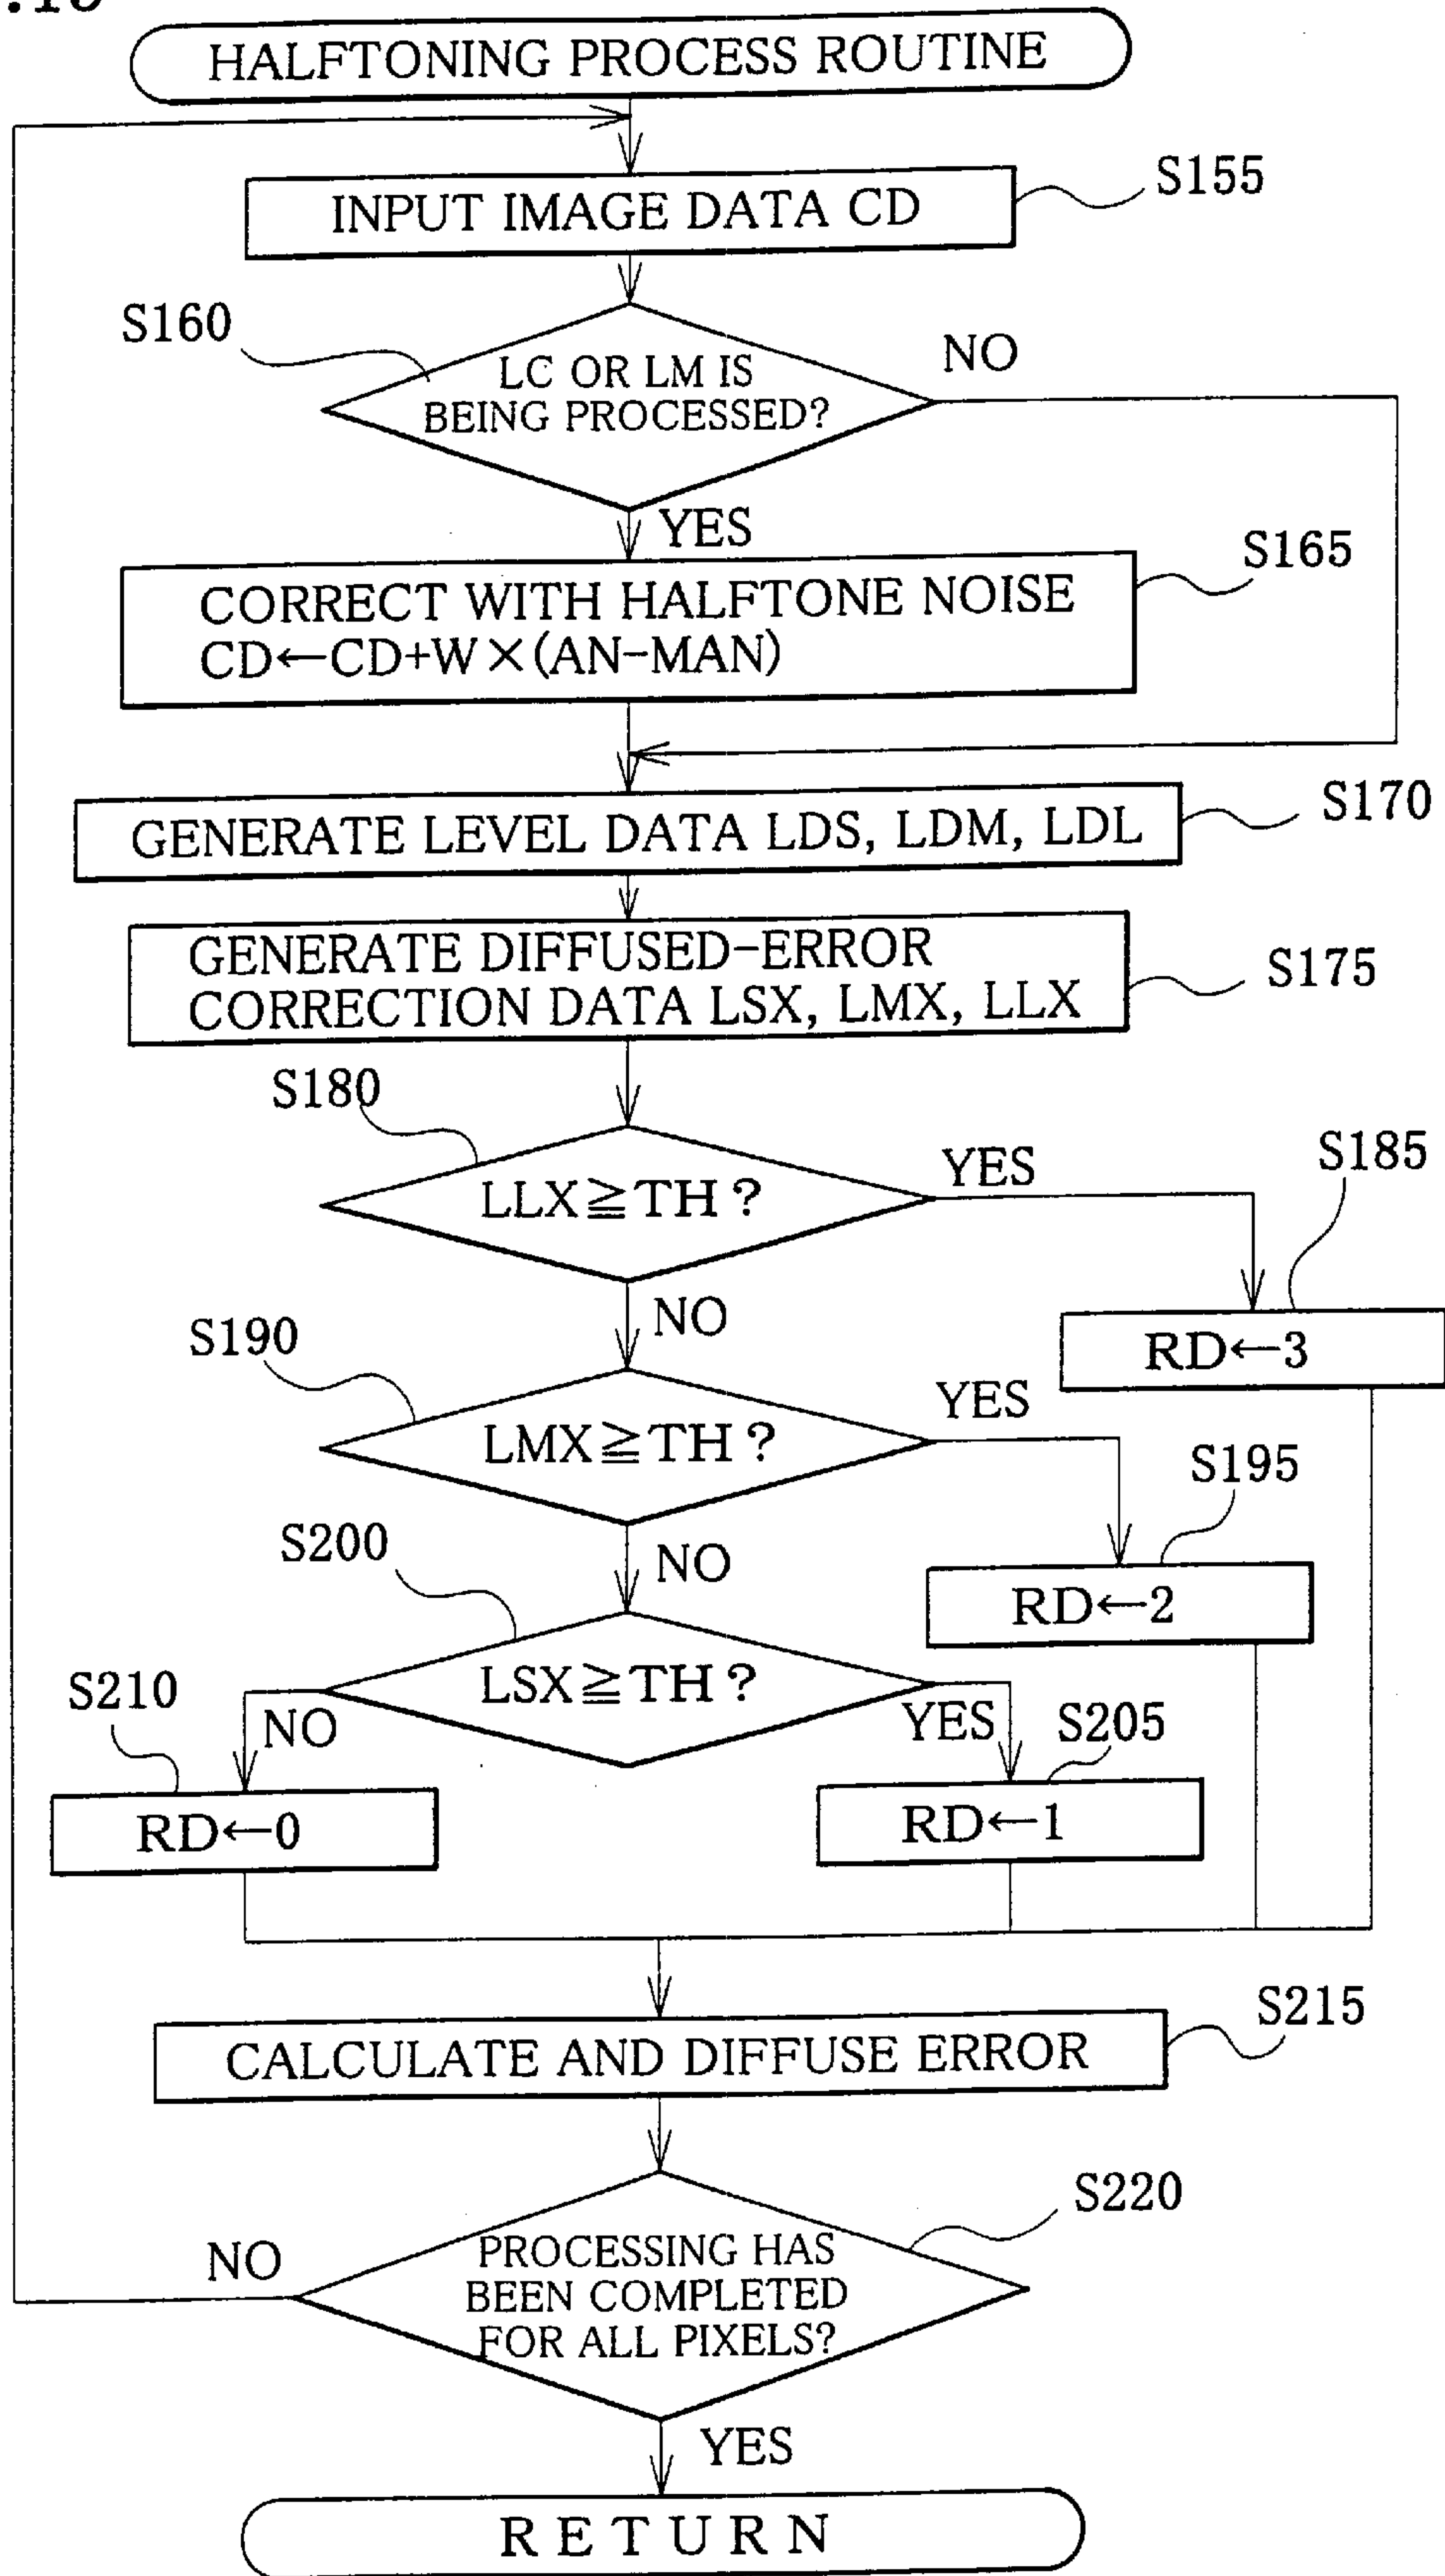 HALFTONING PROCESS ROUTINE
INPUT IMAGE DATA CD
S155
S160
LC OR LM IS
BEING PROCESSED?
NO
YES
S165
CORRECT WITH HALFTONE NOISE
CD←CD+W×(AN-MAN)
S170
GENERATE LEVEL DATA LDS, LDM, LDL
GENERATE DIFFUSED-ERROR
CORRECTION DATA LSX, LMX, LLX
S175
S180
LLX≧TH?
YES
S185
NO
RD←3
S190
LMX≧TH?
YES
S195
NO
RD←2
S200
LSX≧TH?
S210
NO
YES
S205
RD←0
RD←1
S215
CALCULATE AND DIFFUSE ERROR
S220
NO
PROCESSING HAS
BEEN COMPLETED
FOR ALL PIXELS?
YES
RETURN